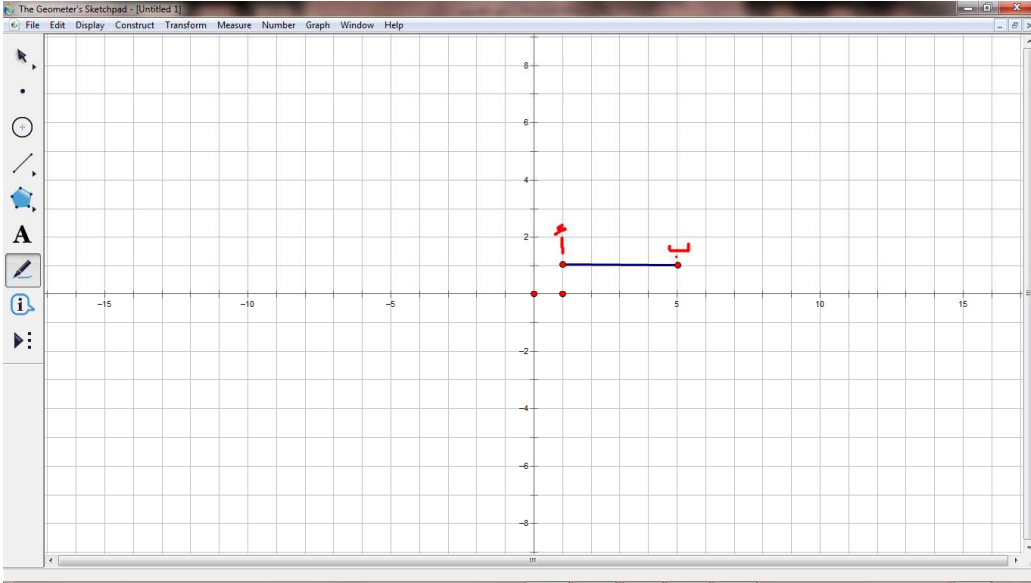 The Geometer's Sketchpad - [Untitled 1]
File Edit Display Construct Transform Measure Number Graph Window Help
8
6
4
2
أ
ب
-15 -10 -5 5 10 15
-2
-4
-6
-8
A
i